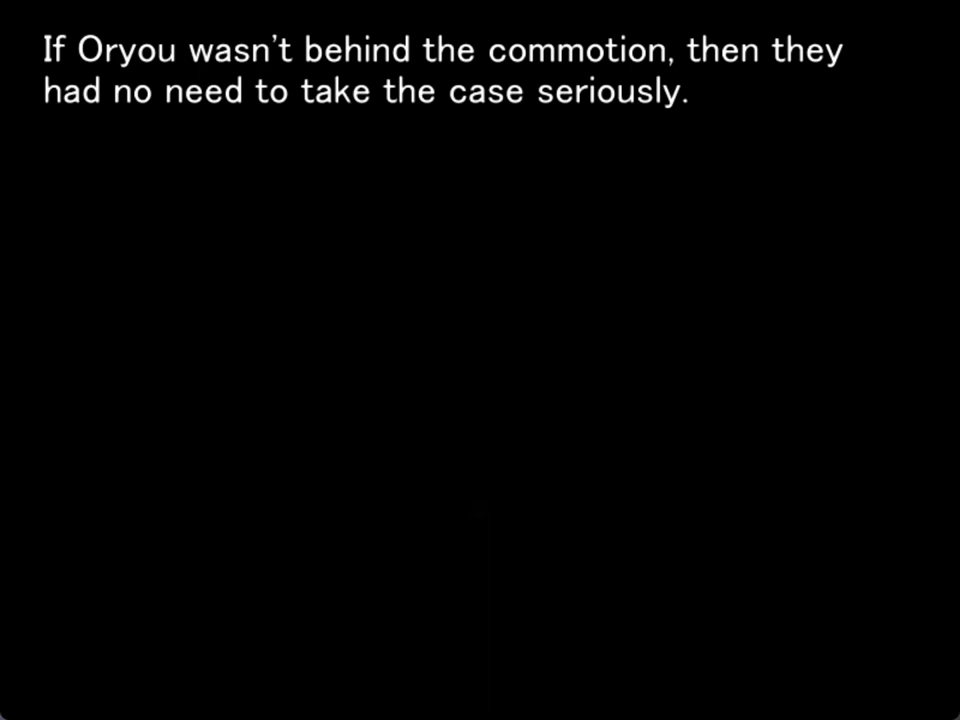 If Oryou wasn't behind the commotion, then they
had no need to take the case seriously.